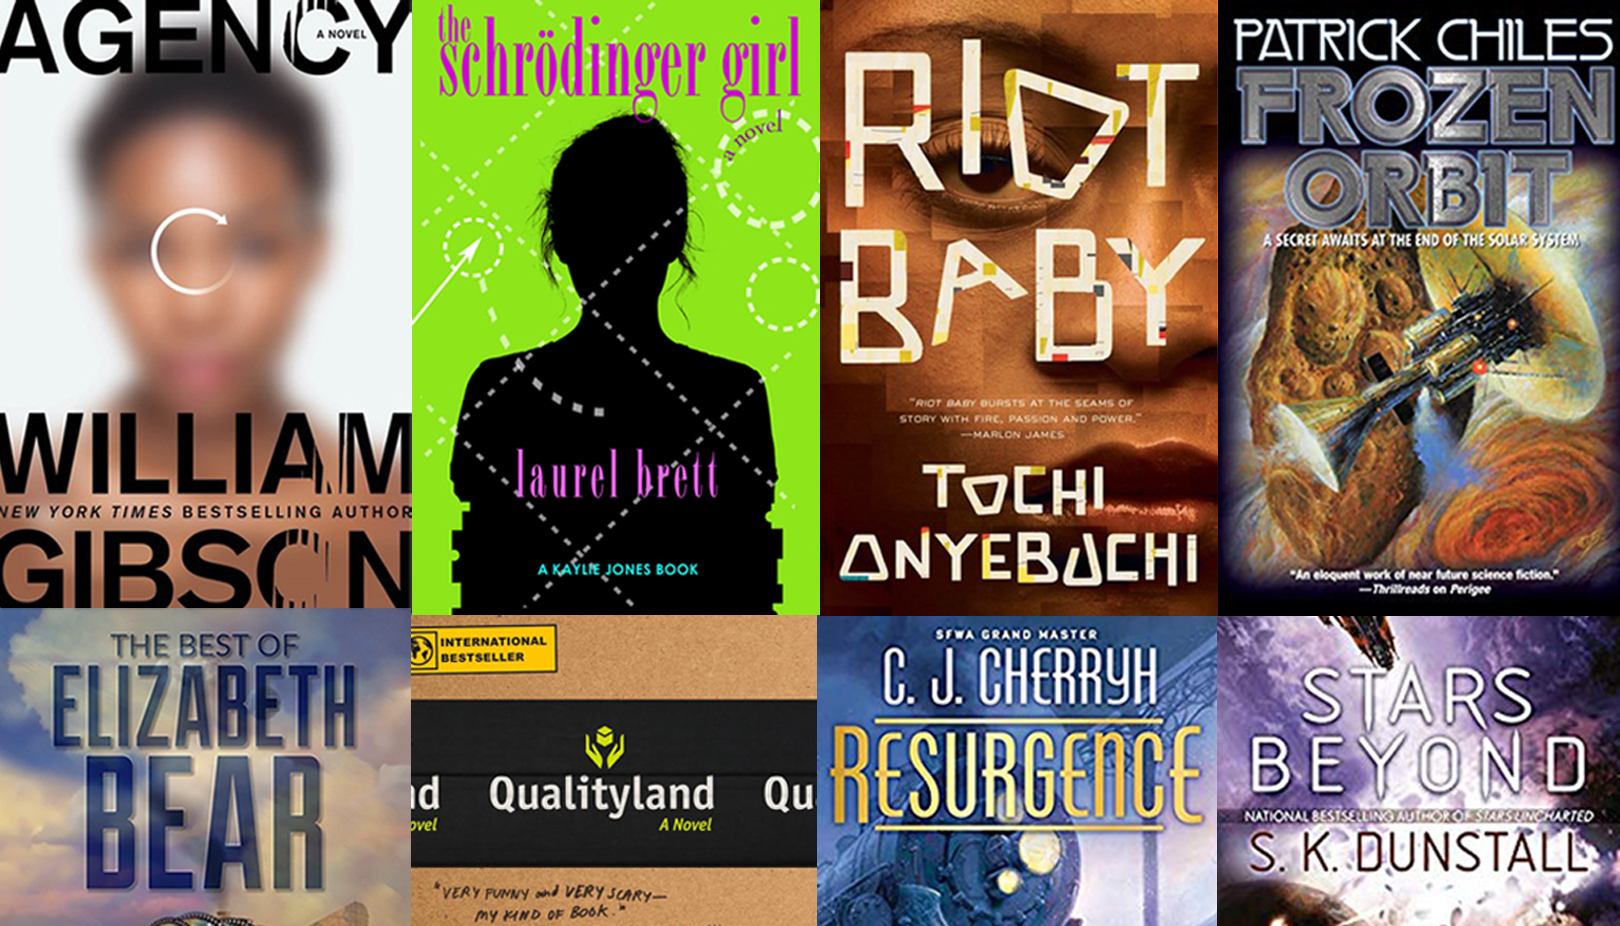 AGENCY
A NOVEL
WILLIAM
NEW YORK TIMES BESTSELLING AUTHOR
GIBSON
the
schrödinger girl
a novel
laurel brett
A KAYLIE JONES BOOK
RIOT
BABY
"RIOT BABY BURSTS AT THE SEAMS OF
STORY WITH FIRE, PASSION AND POWER."
—MARLON JAMES
TOCHI
ONYEBUCHI
PATRICK CHILES
FROZEN
ORBIT
A SECRET AWAITS AT THE END OF THE SOLAR SYSTEM
"An eloquent work of near future science fiction."
—Thrillreads on Perigee
THE BEST OF
ELIZABETH
BEAR
INTERNATIONAL
BESTSELLER
nd Qualityland Qu
ovel A Novel
"VERY FUNNY and VERY SCARY—
MY KIND OF BOOK."
SFWA GRAND MASTER
C. J. CHERRYH
RESURGENCE
STARS
BEYOND
NATIONAL BESTSELLING AUTHOR OF STARS UNCHARTED
S. K. DUNSTALL